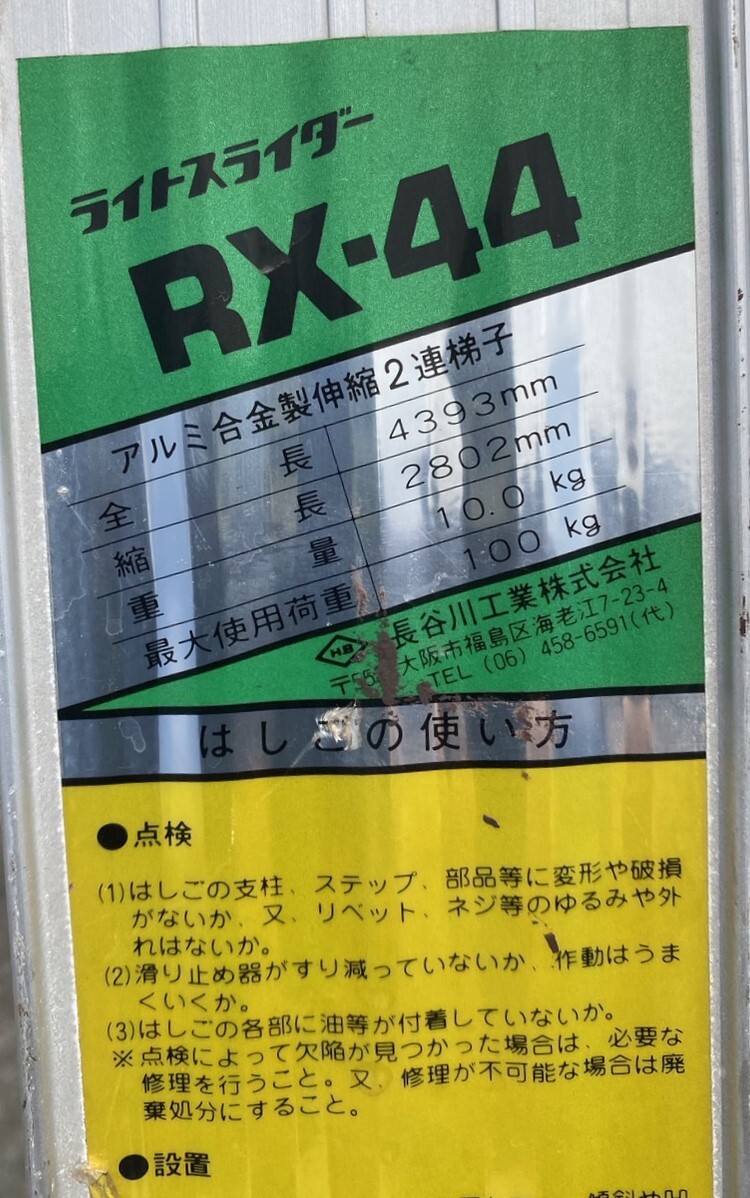 ライトスライダー
RX-44
アルミ合金製伸縮2連梯子
全長 4393mm
縮長 2802mm
重量 10.0 kg
最大使用荷重 100 kg
HB 長谷川工業株式会社
大阪市福島区海老江7-23-4
TEL (06) 458-6591(代)
はしごの使い方
●点検
(1)はしごの支柱、ステップ、部品等に変形や破損
がないか、又、リベット、ネジ等のゆるみや外
れはないか。
(2)滑り止め器がすり減っていないか、作動はうま
くいくか。
(3)はしごの各部に油等が付着していないか。
※点検によって欠陥が見つかった場合は、必要な
修理を行うこと。又、修理が不可能な場合は廃
棄処分にすること。
●設置